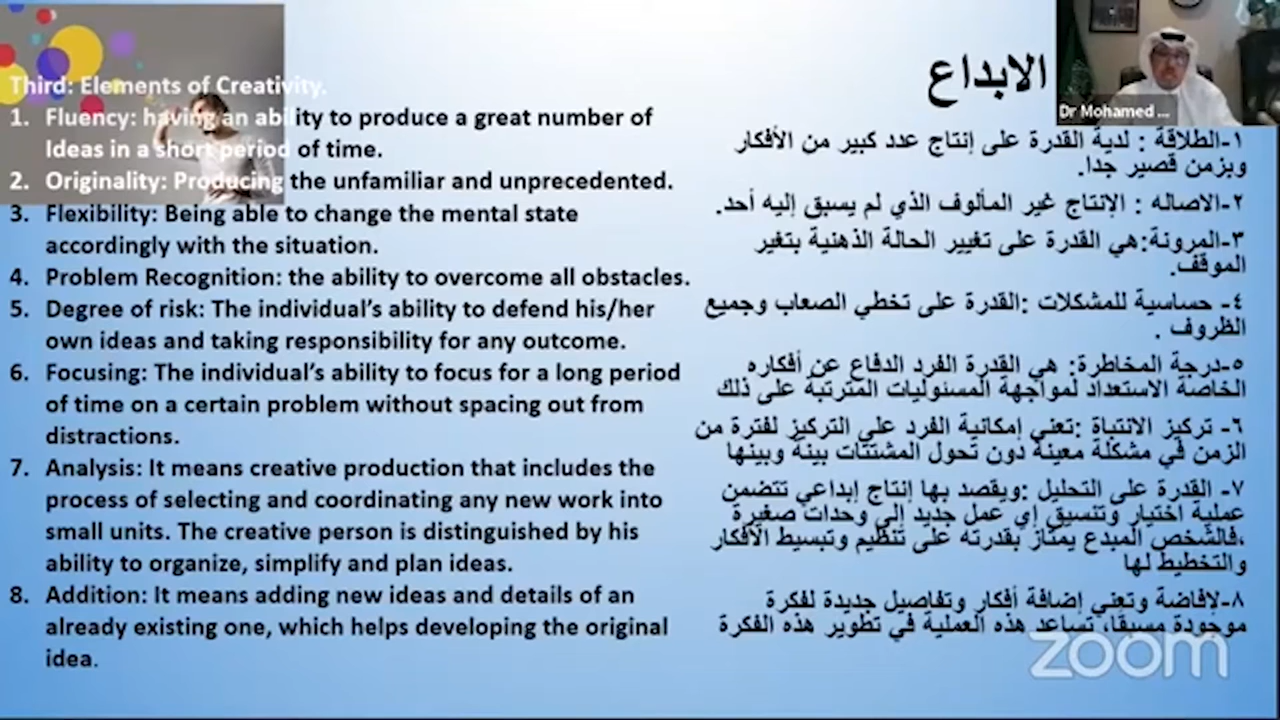 Third: Elements of Creativity.
1. Fluency: having an ability to produce a great number of
Ideas in a short period of time.
2. Originality: Producing the unfamiliar and unprecedented.
3. Flexibility: Being able to change the mental state
accordingly with the situation.
4. Problem Recognition: the ability to overcome all obstacles.
5. Degree of risk: The individual's ability to defend his/her
own ideas and taking responsibility for any outcome.
6. Focusing: The individual's ability to focus for a long period
of time on a certain problem without spacing out from
distractions.
7. Analysis: It means creative production that includes the
process of selecting and coordinating any new work into
small units. The creative person is distinguished by his
ability to organize, simplify and plan ideas.
8. Addition: It means adding new ideas and details of an
already existing one, which helps developing the original
idea.
الابداع
Dr Mohamed ...
١-الطلاقة : لدية القدرة على إنتاج عدد كبير من الأفكار
وبزمن قصير جدا.
٢-الاصاله : الإنتاج غير المألوف الذي لم يسبق إليه أحد.
٣-المرونة:هي القدرة على تغيير الحالة الذهنية بتغير
الموقف.
٤- حساسية للمشكلات :القدرة على تخطي الصعاب وجميع
الظروف .
٥-درجة المخاطرة: هي القدرة الفرد الدفاع عن أفكاره
الخاصة الاستعداد لمواجهة المسئوليات المترتبة على ذلك
٦- تركيز الانتباة :تعني إمكانية الفرد على التركيز لفترة من
الزمن في مشكلة معينة دون تحول المشتتات بينة وبينها
٧- القدرة على التحليل :ويقصد بها إنتاج إبداعي تتضمن
عملية اختيار وتنسيق إي عمل جديد إلى وحدات صغيرة
،فالشخص المبدع يمتاز بقدرته على تنظيم وتبسيط الأفكار
والتخطيط لها
٨-لإفاضة وتعني إضافة أفكار وتفاصيل جديدة لفكرة
موجودة مسبقا، تساعد هذه العملية في تطوير هذه الفكرة
zoom